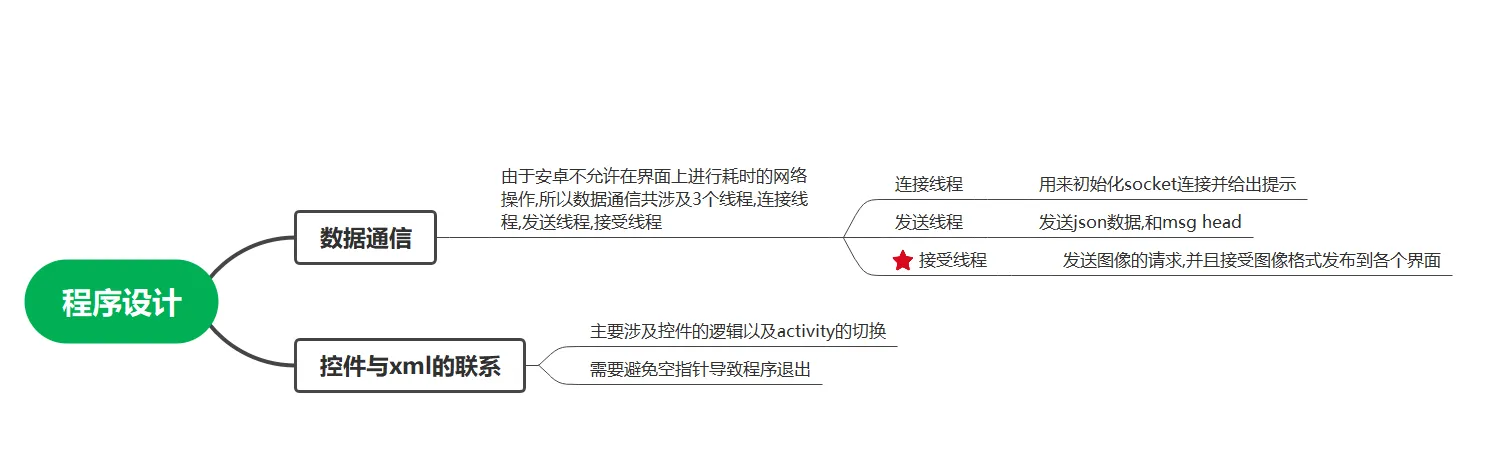 程序设计
数据通信
由于安卓不允许在界面上进行耗时的网络
操作,所以数据通信共涉及3个线程,连接线
程,发送线程,接受线程
连接线程
用来初始化socket连接并给出提示
发送线程
发送json数据,和msg head
接受线程
发送图像的请求,并且接受图像格式发布到各个界面
控件与xml的联系
主要涉及控件的逻辑以及activity的切换
需要避免空指针导致程序退出